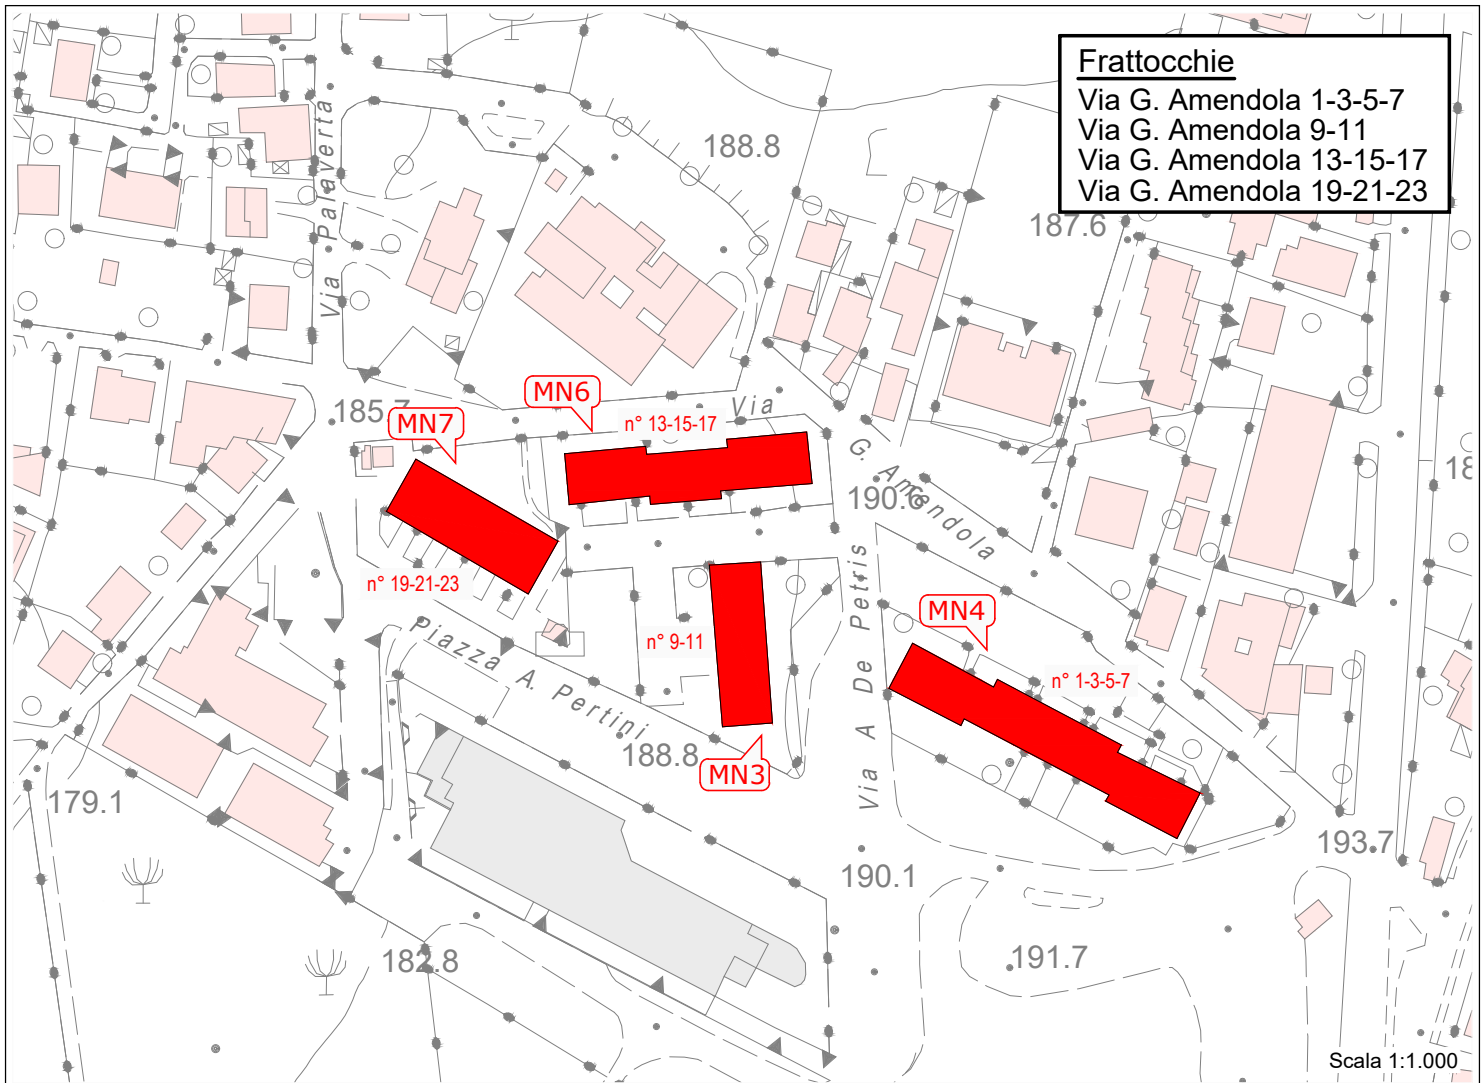 Frattocchie
Via G. Amendola 1-3-5-7
Via G. Amendola 9-11
Via G. Amendola 13-15-17
Via G. Amendola 19-21-23
188.8
187.6
Via Palaverta
MN6
Via
185.7
MN7
n° 13-15-17
G. Amendola
190.6
n° 19-21-23
Via A De Petris
MN4
Piazza A. Pertini
n° 9-11
n° 1-3-5-7
188.8
MN3
179.1
193.7
190.1
182.8
191.7
Scala 1:1.000